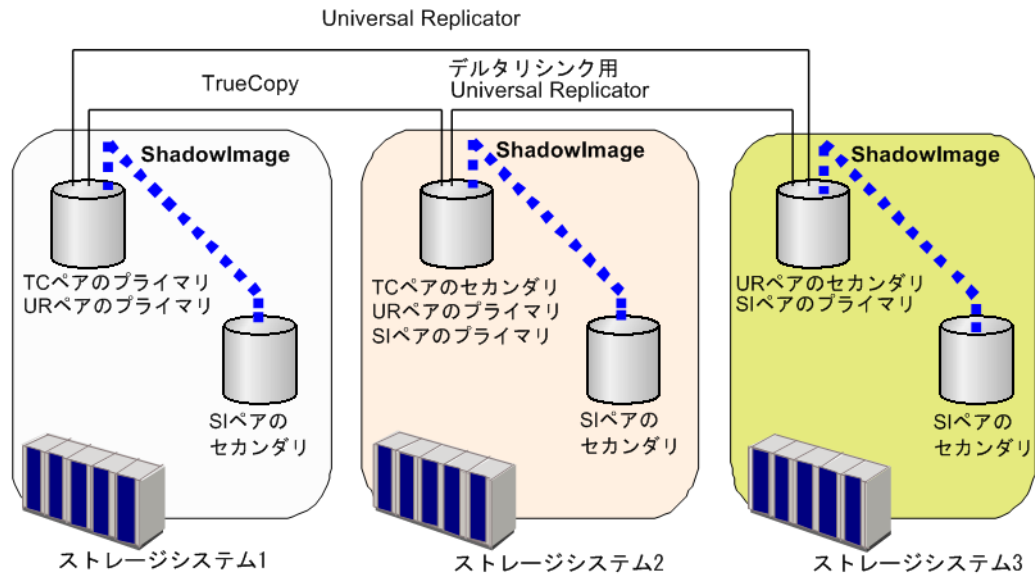 Universal Replicator
TrueCopy
デルタリシンク用
Universal Replicator
ShadowImage
TCペアのプライマリ
URペアのプライマリ
SIペアの
セカンダリ
ストレージシステム1
ShadowImage
TCペアのセカンダリ
URペアのプライマリ
SIペアのプライマリ
SIペアの
セカンダリ
ストレージシステム2
ShadowImage
URペアのセカンダリ
SIペアのプライマリ
SIペアの
セカンダリ
ストレージシステム3